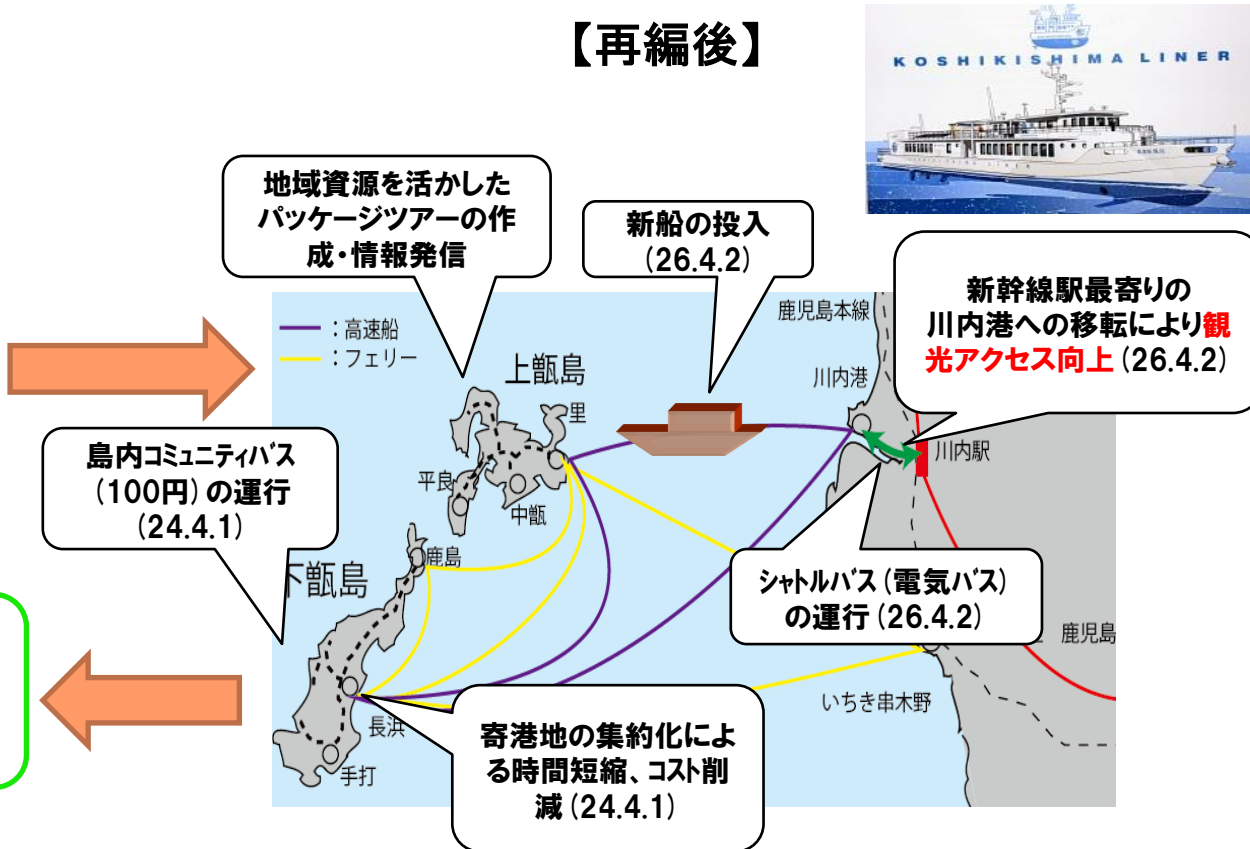 【再編後】
KOSHIKISHIMA LINER
地域資源を活かした
パッケージツアーの作
成・情報発信
新船の投入
(26.4.2)
新幹線駅最寄りの
川内港への移転により観
光アクセス向上(26.4.2)
:高速船
:フェリー
鹿児島本線
上甑島
川内港
里
川内駅
島内コミュニティバス
(100円)の運行
(24.4.1)
平良
中甑
鹿島
下甑島
シャトルバス(電気バス)
の運行(26.4.2)
鹿児島
いちき串木野
長浜
手打
寄港地の集約化によ
る時間短縮、コスト削
減(24.4.1)